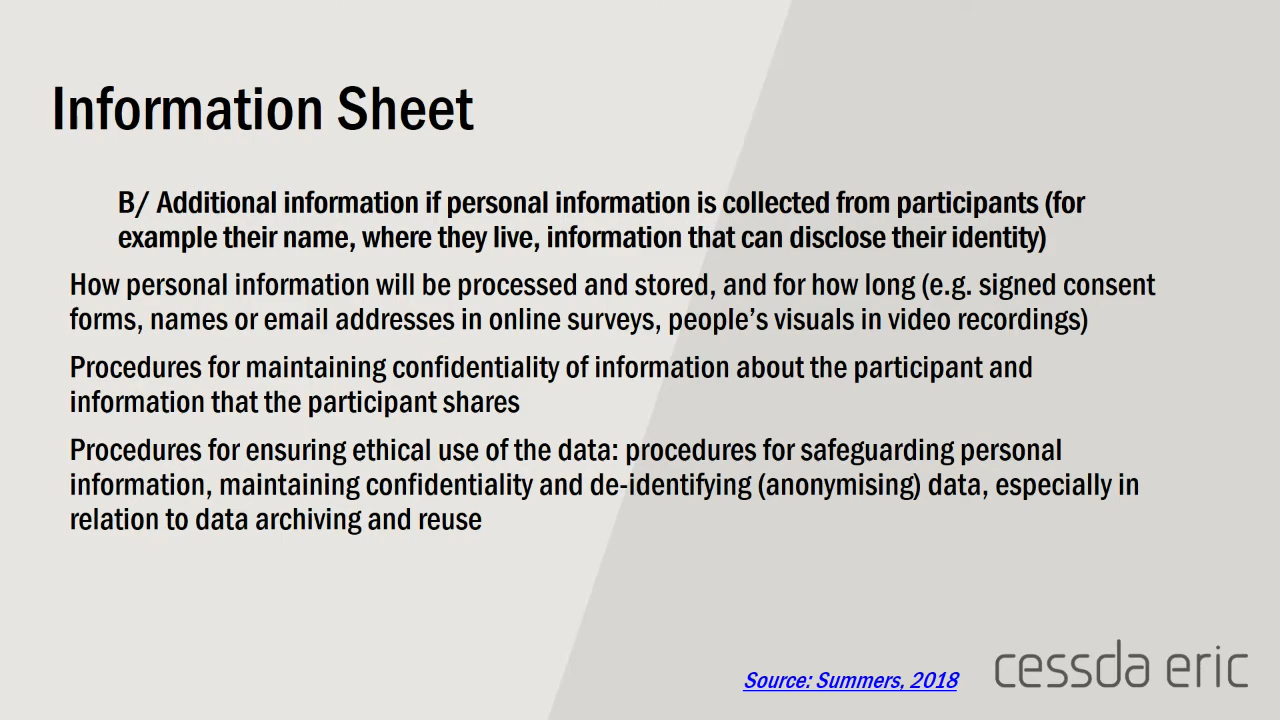 Information Sheet
B/ Additional information if personal information is collected from participants (for
example their name, where they live, information that can disclose their identity)
How personal information will be processed and stored, and for how long (e.g. signed consent
forms, names or email addresses in online surveys, people’s visuals in video recordings)
Procedures for maintaining confidentiality of information about the participant and
information that the participant shares
Procedures for ensuring ethical use of the data: procedures for safeguarding personal
information, maintaining confidentiality and de-identifying (anonymising) data, especially in
relation to data archiving and reuse
Source: Summers, 2018
cessda eric